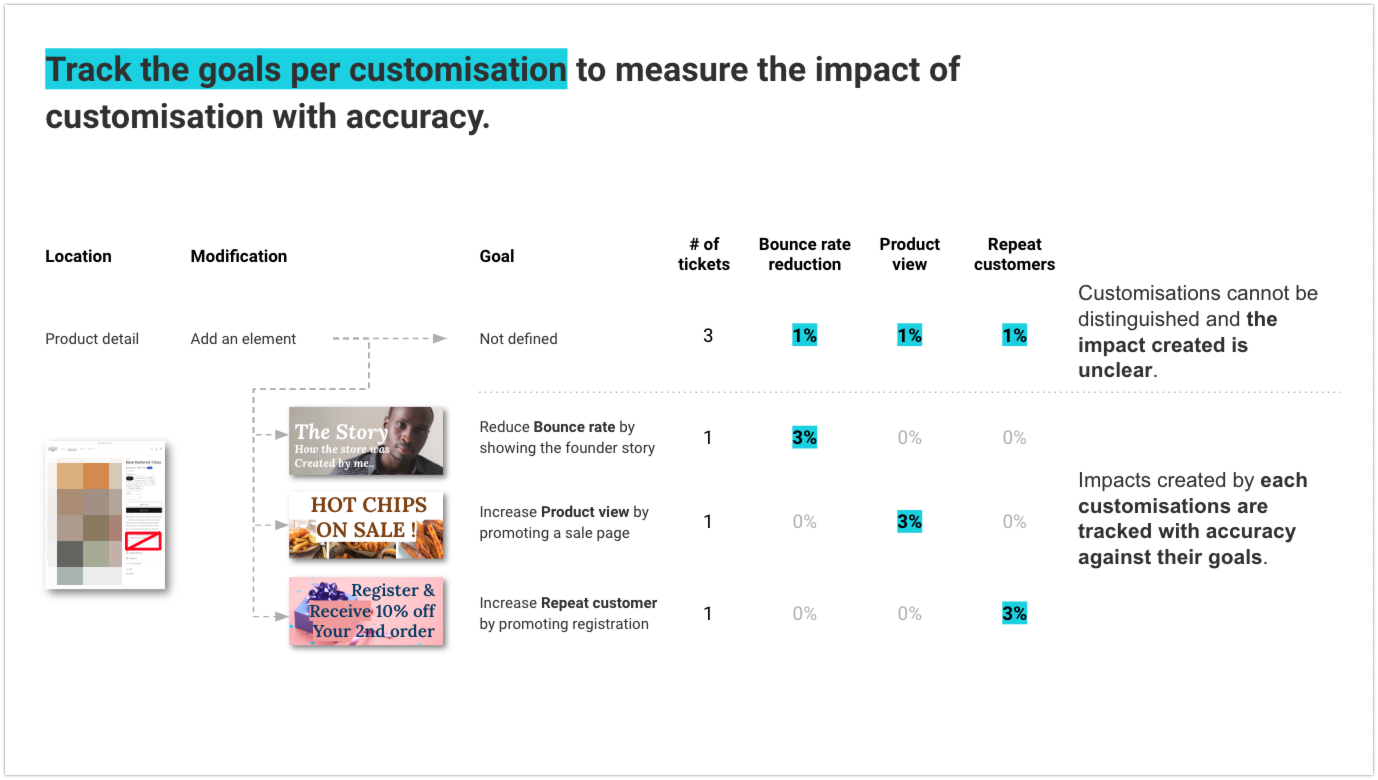 Track the goals per customisation to measure the impact of
customisation with accuracy.
Location
Modification
Goal
# of
tickets
Bounce rate
reduction
Product
view
Repeat
customers
Product detail
Add an element
Not defined
3
1%
1%
1%
Customisations cannot be
distinguished and the
impact created is
unclear.
The Story
How the store was
Created by me..
Reduce Bounce rate by
showing the founder story
1
3%
0%
0%
HOT CHIPS
ON SALE !
Increase Product view by
promoting a sale page
1
0%
3%
0%
Impacts created by each
customisations are
tracked with accuracy
against their goals.
Register &
Receive 10% off
Your 2nd order
Increase Repeat customer
by promoting registration
1
0%
0%
3%